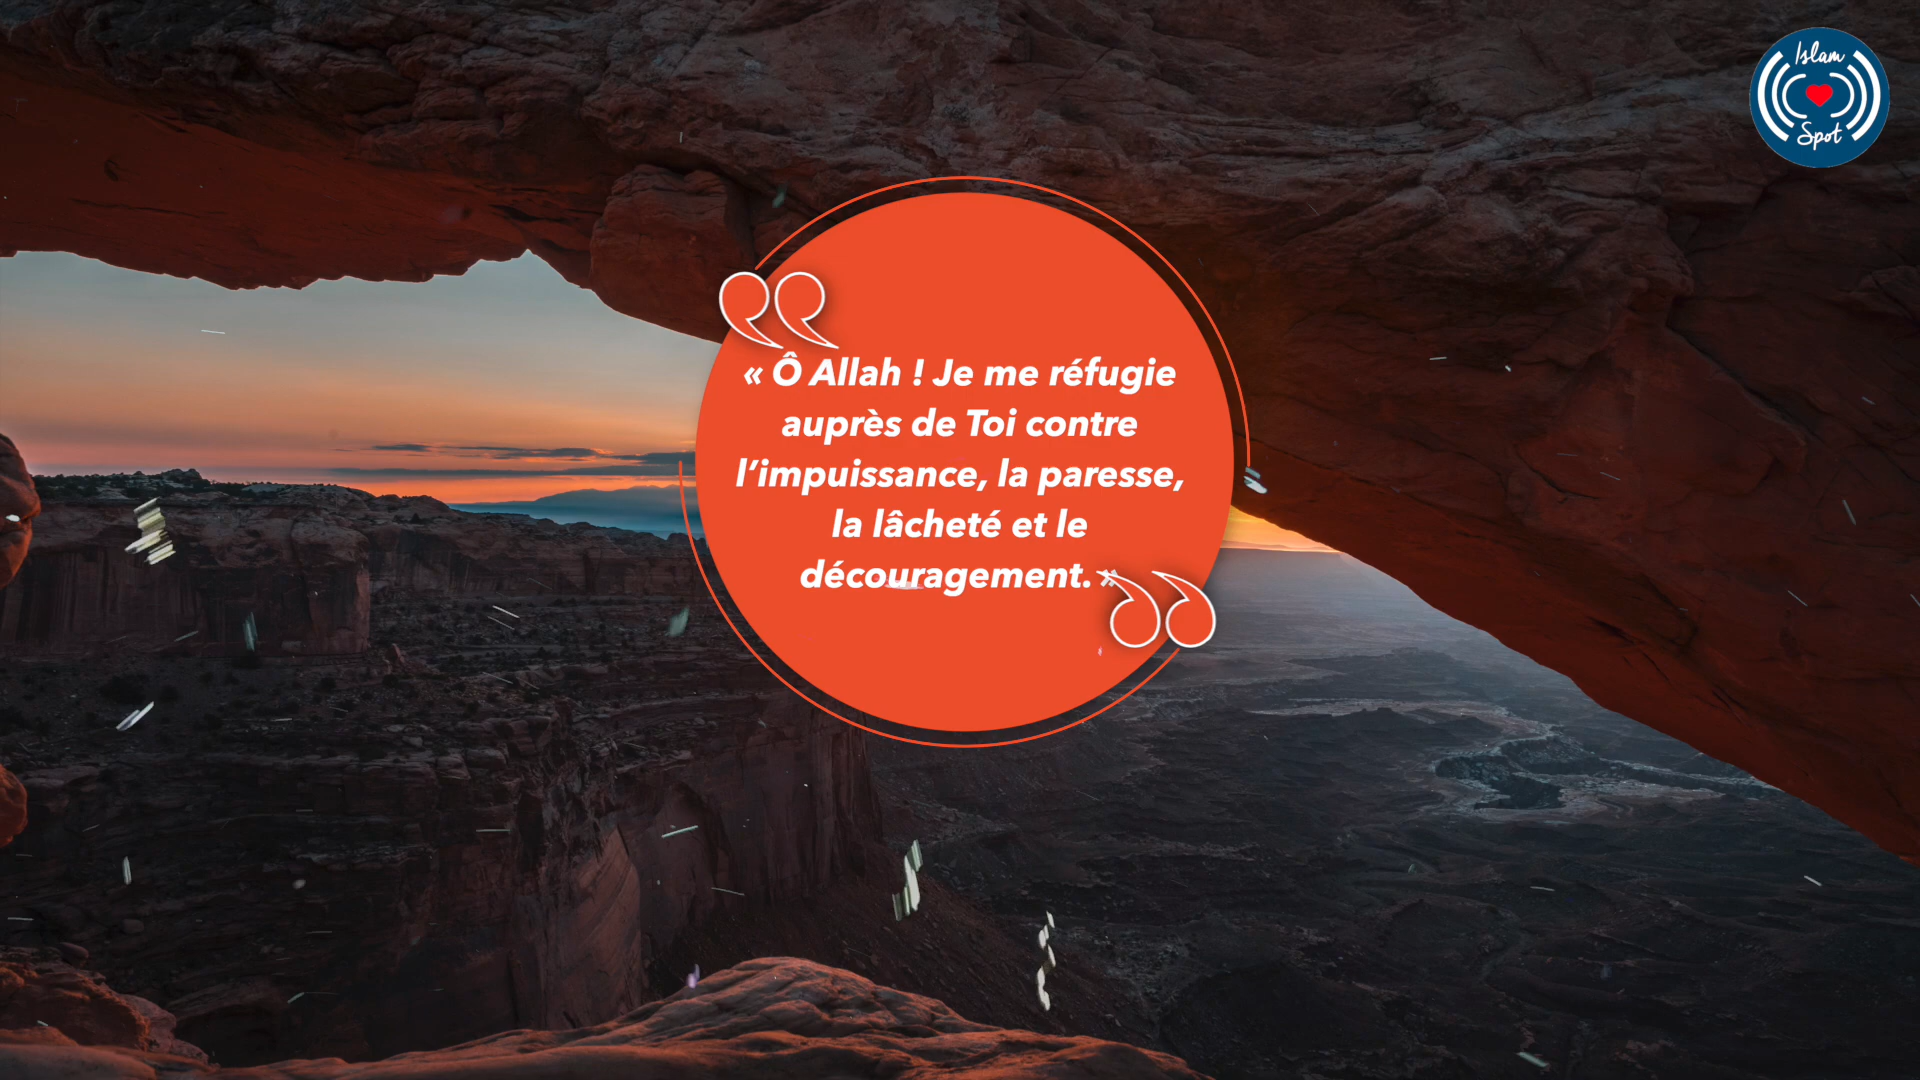 Islam
Spot
« Ô Allah ! Je me réfugie
auprès de Toi contre
l’impuissance, la paresse,
la lâcheté et le
découragement. »